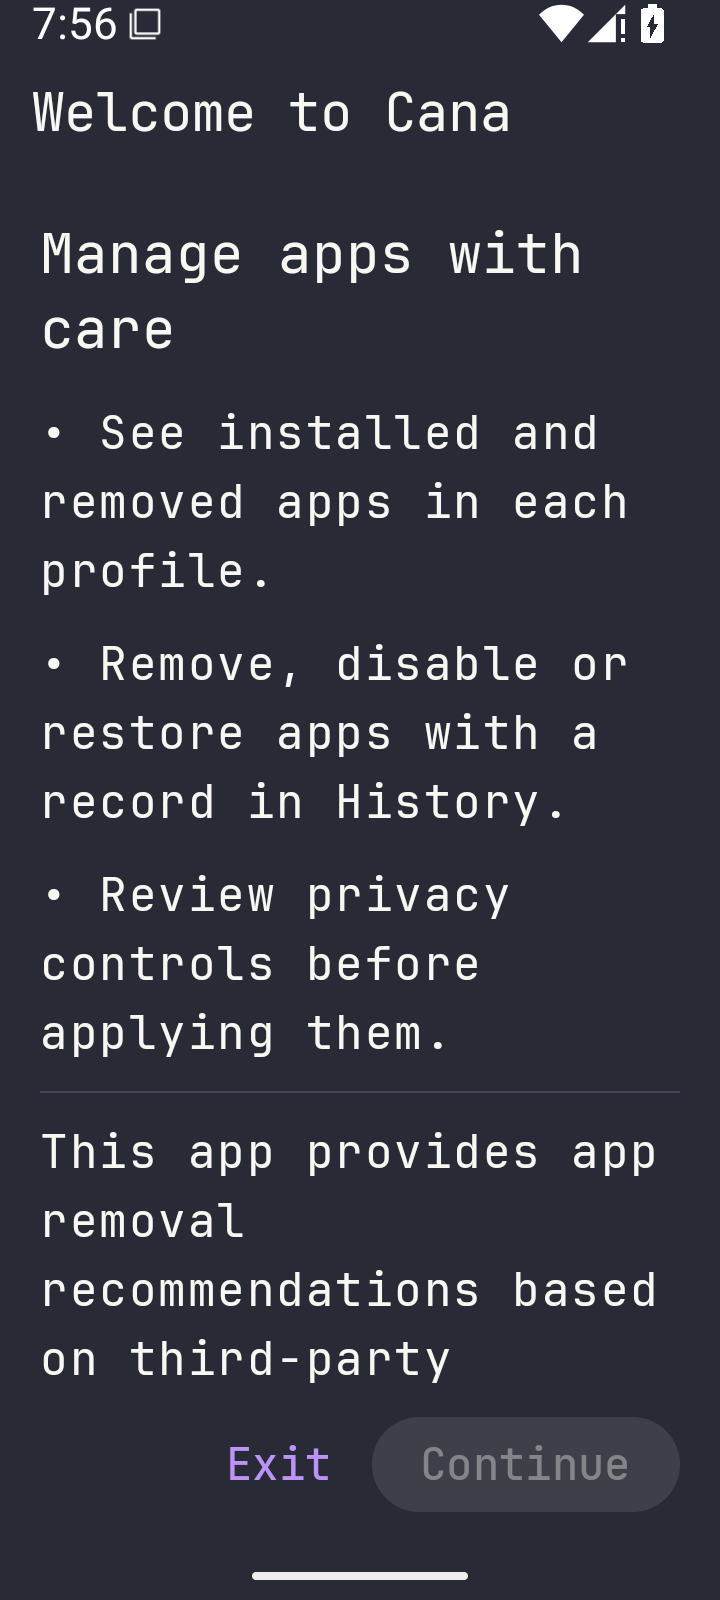 7:56
Welcome to Cana
Manage apps with
care
• See installed and
removed apps in each
profile.
• Remove, disable or
restore apps with a
record in History.
• Review privacy
controls before
applying them.
This app provides app
removal
recommendations based
on third-party
Exit Continue